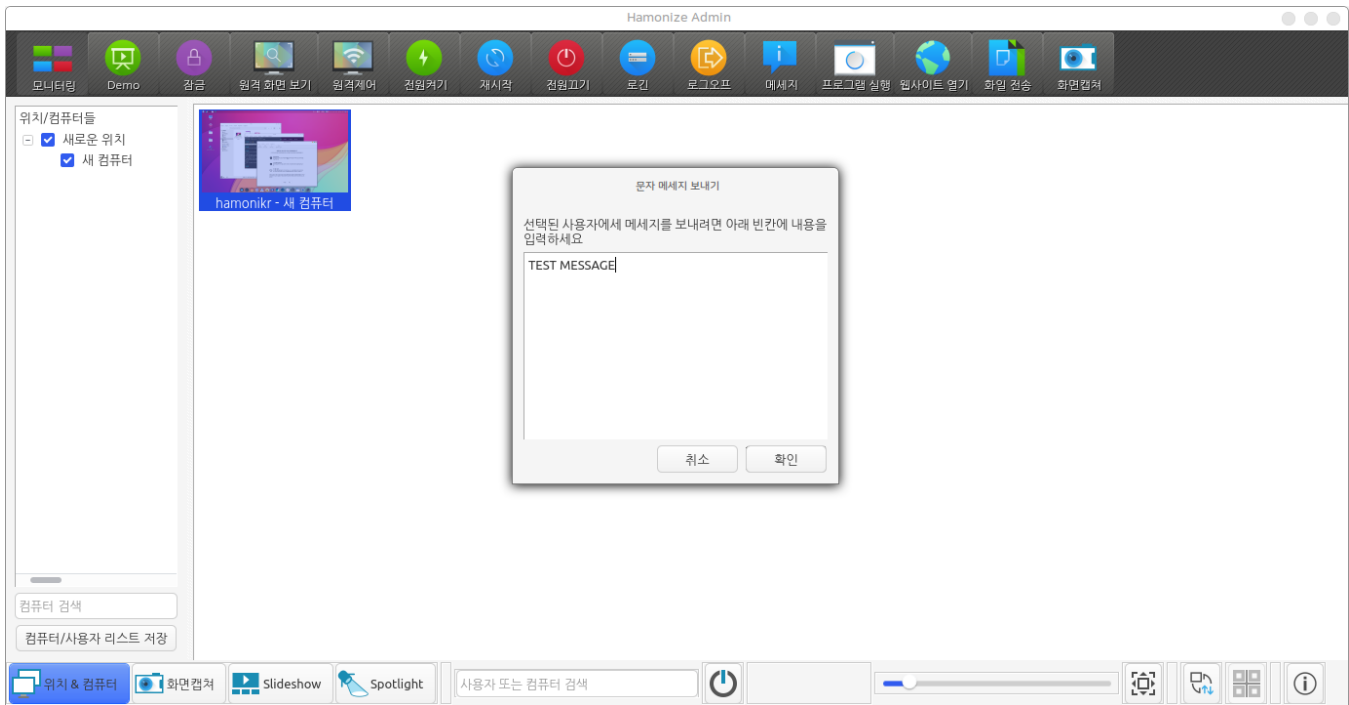 Hamonize Admin
모니터링
Demo
잠금
원격 화면 보기
원격제어
전원켜기
재시작
전원끄기
로긴
로그오프
메세지
프로그램 실행
웹사이트 열기
화일 전송
화면캡쳐
위치/컴퓨터들
새로운 위치
새 컴퓨터
hamonikr - 새 컴퓨터
문자 메세지 보내기
선택된 사용자에세 메세지를 보내려면 아래 빈칸에 내용을
입력하세요
TEST MESSAGE
취소
확인
컴퓨터 검색
컴퓨터/사용자 리스트 저장
위치 & 컴퓨터
화면캡쳐
Slideshow
Spotlight
사용자 또는 컴퓨터 검색